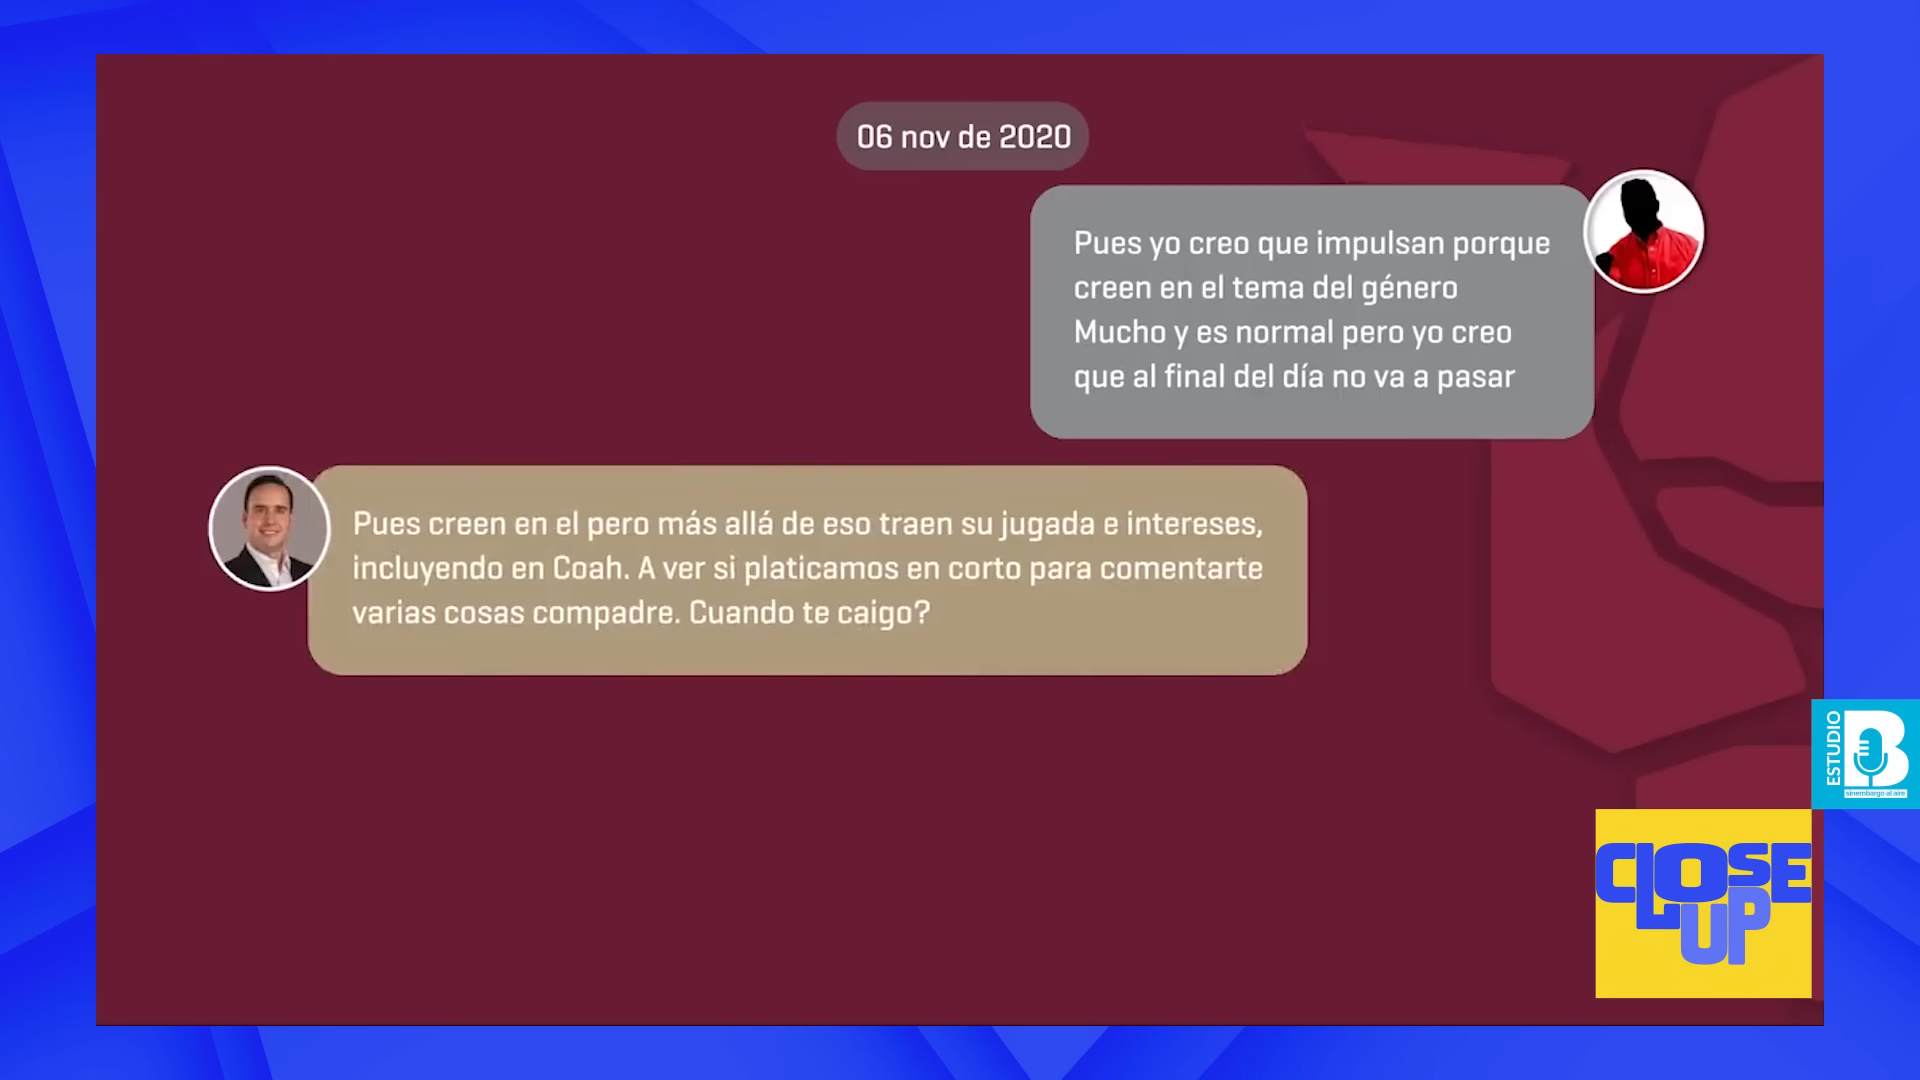 06 nov de 2020
Pues yo creo que impulsan porque
creen en el tema del género
Mucho y es normal pero yo creo
que al final del día no va a pasar
Pues creen en el pero más allá de eso traen su jugada e intereses,
incluyendo en Coah. A ver si platicamos en corto para comentarte
varias cosas compadre. Cuando te caigo?
ESTUDIO
B
sinembargo al aire
CLOSE
UP